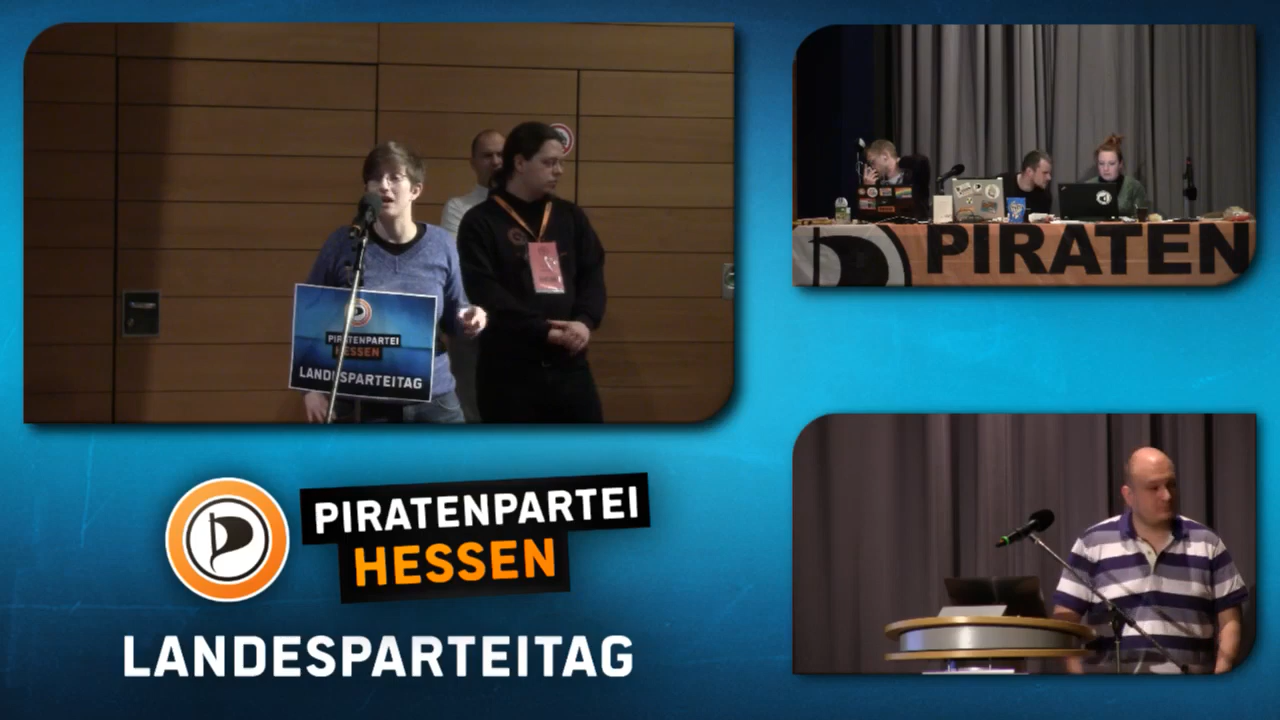 PIRATENPARTEI
HESSEN
LANDESPARTEITAG
PIRATEN
PIRATENPARTEI
HESSEN
LANDESPARTEITAG